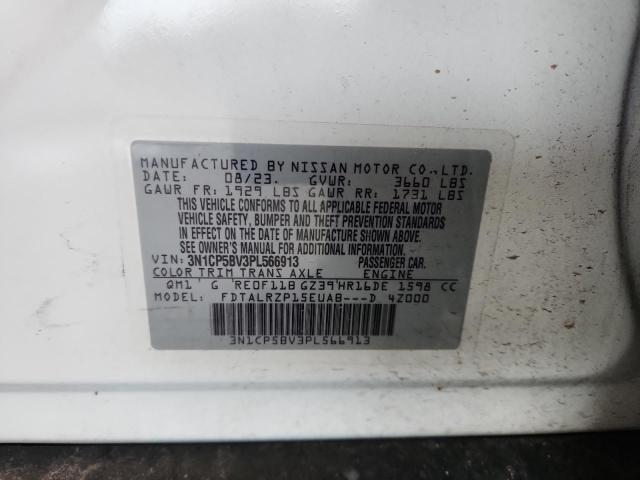 MANUFACTURED BY NISSAN MOTOR CO.,LTD.
DATE: 08/23. GVWR: 3660 LBS
GAWR FR: 1929 LBS GAWR RR: 1731 LBS
THIS VEHICLE CONFORMS TO ALL APPLICABLE FEDERAL MOTOR
VEHICLE SAFETY, BUMPER AND THEFT PREVENTION STANDARDS
IN EFFECT ON THE DATE OF MANUFACTURE SHOWN ABOVE.
SEE OWNER'S MANUAL FOR ADDITIONAL INFORMATION.
VIN: 3N1CP5BV3PL566913 PASSENGER CAR.
COLOR TRIM TRANS AXLE ENGINE
QM1 G RE0F11B GZ39 HR16DE 1598 CC
MODEL: FDTALRZP15EUAB---D 4Z000
3N1CP5BV3PL566913